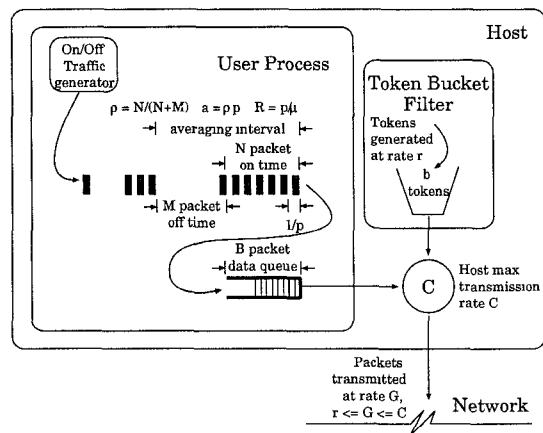 Host
On/Off
Traffic
generator
User Process
ρ = N/(N+M)   a = ρ p   R = p/μ
averaging interval
N packet
on time
M packet
off time
1/p
B packet
data queue
Token Bucket
Filter
Tokens
generated
at rate r
b
tokens
C
Host max
transmission
rate C
Packets
transmitted
at rate G,
r <= G <= C
Network